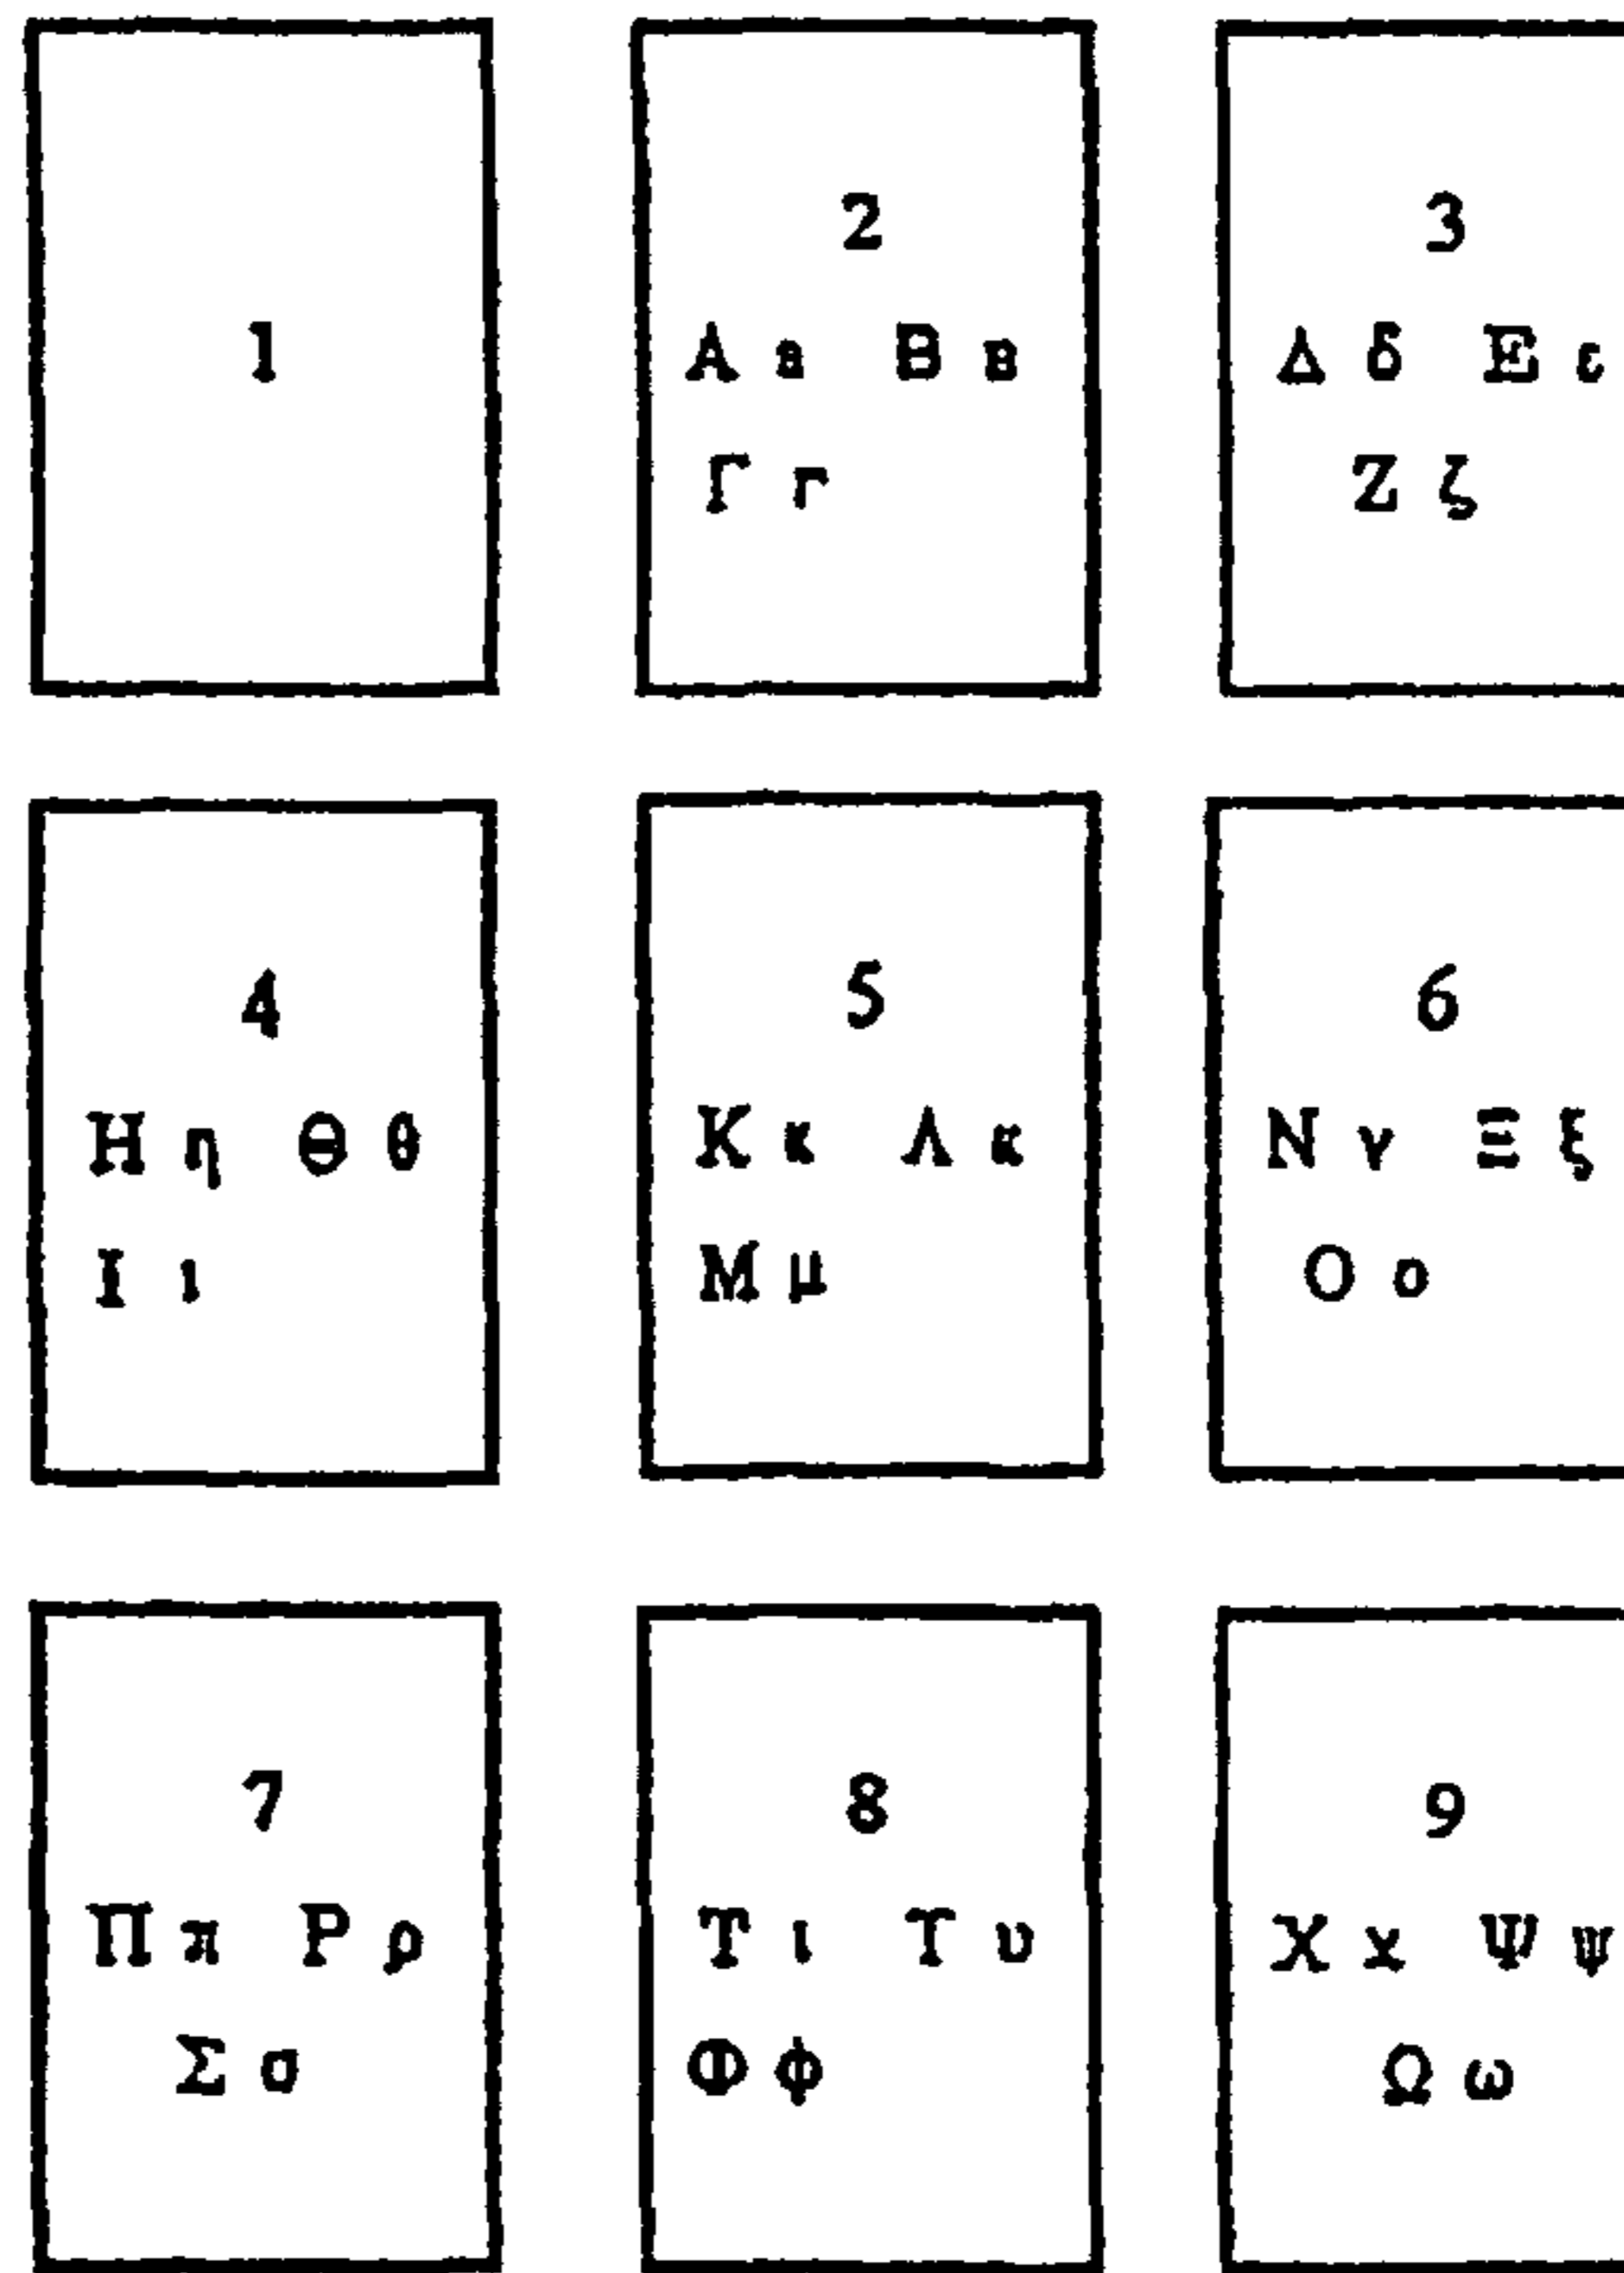 1
2
Α a Β в
Γ г
3
Δ δ Ε ε
Ζ ζ
4
Η η Θ θ
Ι ι
5
Κ κ Λ α
Μ μ
6
Ν ν Ξ ξ
Ο ο
7
Π π Ρ ρ
Σ σ
8
Τ ι Υ υ
Φ φ
9
Χ χ Ψ ψ
Ω ω